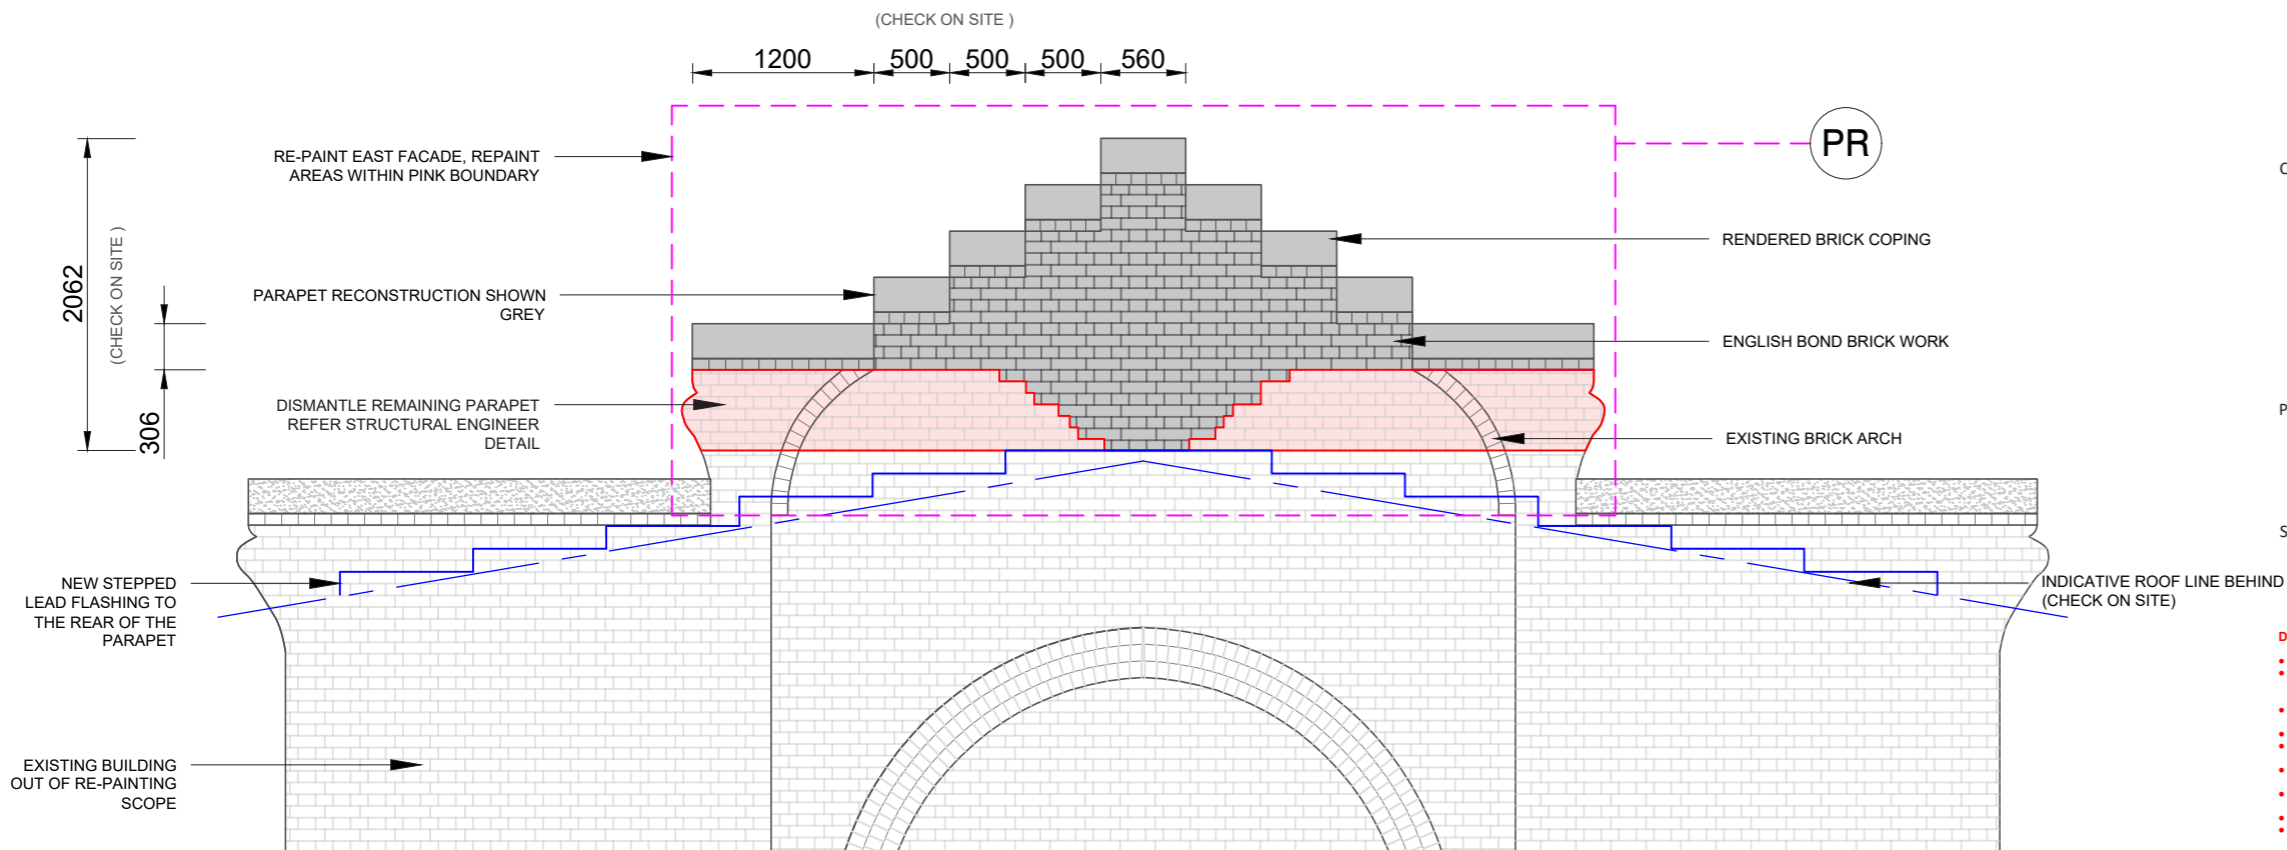 (CHECK ON SITE )
1200
500
500
500
560
RE-PAINT EAST FACADE, REPAINT
AREAS WITHIN PINK BOUNDARY
PR
2062
(CHECK ON SITE )
306
PARAPET RECONSTRUCTION SHOWN
GREY
RENDERED BRICK COPING
ENGLISH BOND BRICK WORK
DISMANTLE REMAINING PARAPET
REFER STRUCTURAL ENGINEER
DETAIL
EXISTING BRICK ARCH
NEW STEPPED
LEAD FLASHING TO
THE REAR OF THE
PARAPET
INDICATIVE ROOF LINE BEHIND
(CHECK ON SITE)
EXISTING BUILDING
OUT OF RE-PAINTING
SCOPE